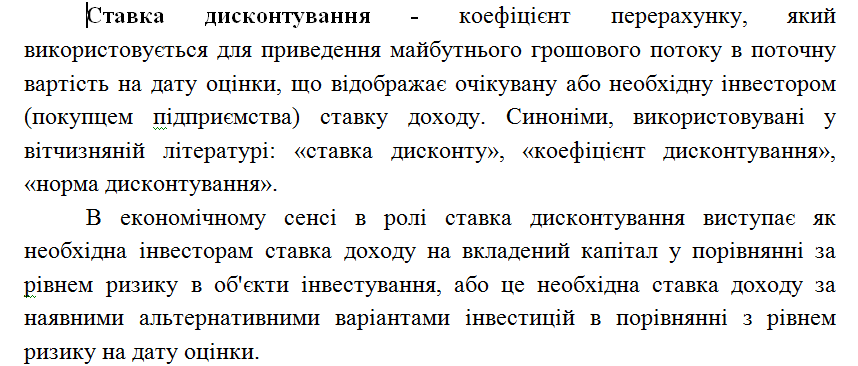 Ставка дисконтування - коефіцієнт перерахунку, який
використовується для приведення майбутнього грошового потоку в поточну
вартість на дату оцінки, що відображає очікувану або необхідну інвестором
(покупцем підприємства) ставку доходу. Синоніми, використовувані у
вітчизняній літературі: «ставка дисконту», «коефіцієнт дисконтування»,
«норма дисконтування».
В економічному сенсі в ролі ставка дисконтування виступає як
необхідна інвесторам ставка доходу на вкладений капітал у порівнянні за
рівнем ризику в об'єкти інвестування, або це необхідна ставка доходу за
наявними альтернативними варіантами інвестицій в порівнянні з рівнем
ризику на дату оцінки.